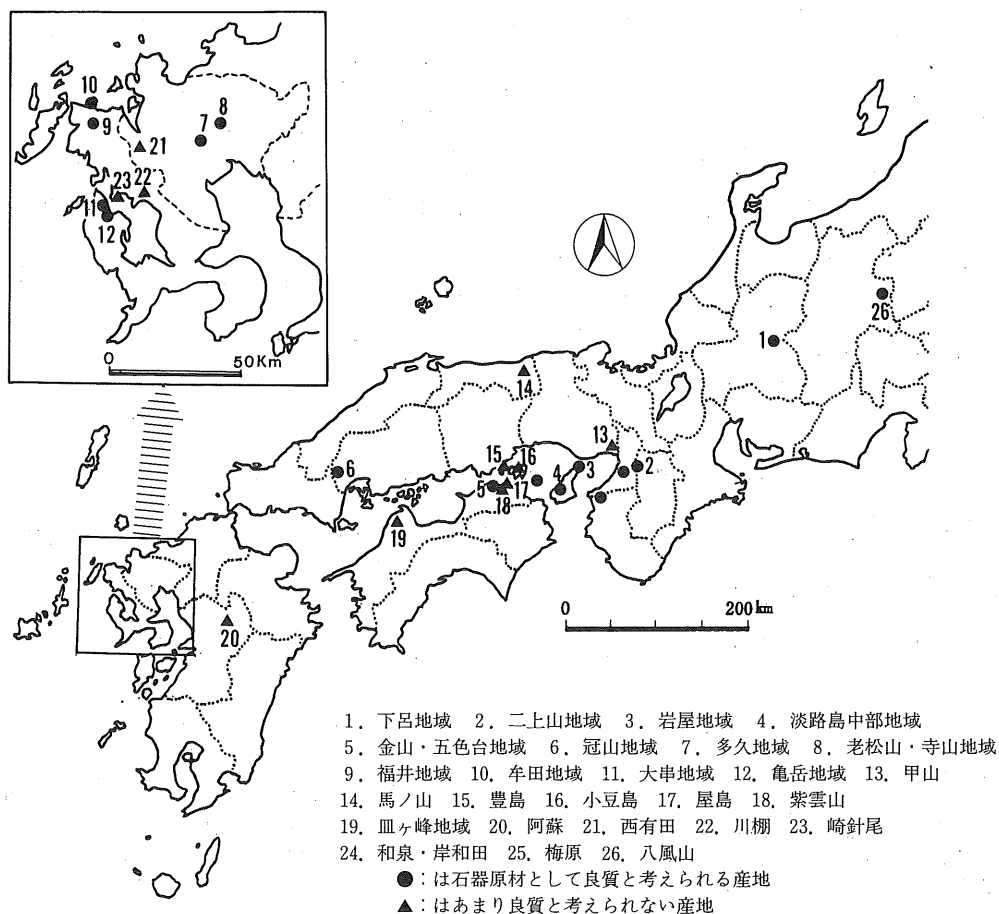 10
9
8
7
21
23
22
11
12
0 50Km
26
1
14
13
15 16
2
3
4
6
5
17
18
19
20
0 200km
1. 下呂地域 2. 二上山地域 3. 岩屋地域 4. 淡路島中部地域
5. 金山・五色台地域 6. 冠山地域 7. 多久地域 8. 老松山・寺山地域
9. 福井地域 10. 牟田地域 11. 大串地域 12. 亀岳地域 13. 甲山
14. 馬ノ山 15. 豊島 16. 小豆島 17. 屋島 18. 紫雲山
19. 皿ヶ峰地域 20. 阿蘇 21. 西有田 22. 川棚 23. 崎針尾
24. 和泉・岸和田 25. 梅原 26. 八風山
●:は石器原材として良質と考えられる産地
▲:はあまり良質と考えられない産地